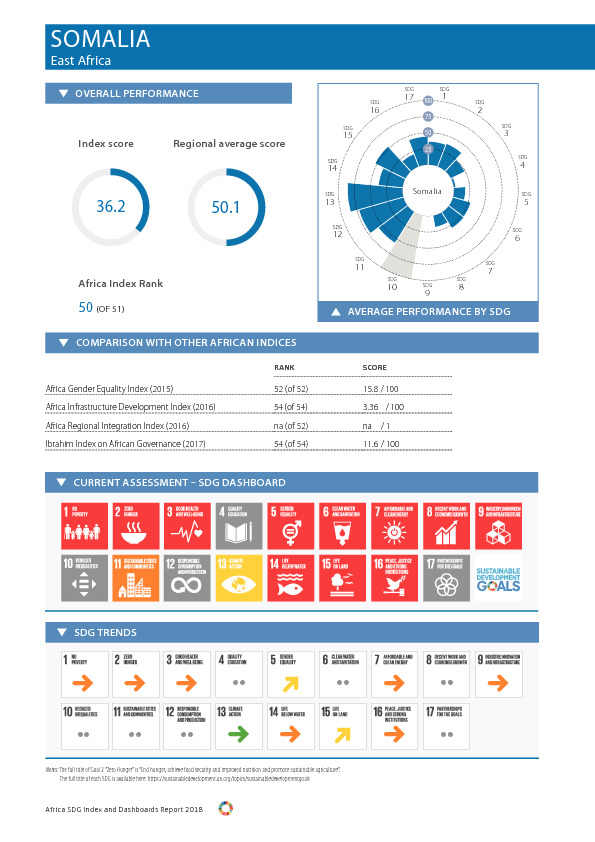 SOMALIA
East Africa
OVERALL PERFORMANCE
Index score
Regional average score
36.2
50.1
Africa Index Rank
50 (OF 51)
SDG 17
SDG 1
SDG 2
SDG 3
SDG 4
SDG 5
SDG 6
SDG 7
SDG 8
SDG 9
SDG 10
SDG 11
SDG 12
SDG 13
SDG 14
SDG 15
SDG 16
100
75
50
25
Somalia
AVERAGE PERFORMANCE BY SDG
COMPARISON WITH OTHER AFRICAN INDICES
RANK SCORE
Africa Gender Equality Index (2015) 52 (of 52) 15.8 / 100
Africa Infrastructure Development Index (2016) 54 (of 54) 3.36 / 100
Africa Regional Integration Index (2016) na (of 52) na / 1
Ibrahim Index on African Governance (2017) 54 (of 54) 11.6 / 100
CURRENT ASSESSMENT – SDG DASHBOARD
1 NO POVERTY
2 ZERO HUNGER
3 GOOD HEALTH AND WELL-BEING
4 QUALITY EDUCATION
5 GENDER EQUALITY
6 CLEAN WATER AND SANITATION
7 AFFORDABLE AND CLEAN ENERGY
8 DECENT WORK AND ECONOMIC GROWTH
9 INDUSTRY, INNOVATION AND INFRASTRUCTURE
10 REDUCED INEQUALITIES
11 SUSTAINABLE CITIES AND COMMUNITIES
12 RESPONSIBLE CONSUMPTION AND PRODUCTION
13 CLIMATE ACTION
14 LIFE BELOW WATER
15 LIFE ON LAND
16 PEACE, JUSTICE AND STRONG INSTITUTIONS
17 PARTNERSHIPS FOR THE GOALS
SUSTAINABLE
DEVELOPMENT
GOALS
SDG TRENDS
1 NO POVERTY
2 ZERO HUNGER
3 GOOD HEALTH AND WELL-BEING
4 QUALITY EDUCATION
5 GENDER EQUALITY
6 CLEAN WATER AND SANITATION
7 AFFORDABLE AND CLEAN ENERGY
8 DECENT WORK AND ECONOMIC GROWTH
9 INDUSTRY, INNOVATION AND INFRASTRUCTURE
10 REDUCED INEQUALITIES
11 SUSTAINABLE CITIES AND COMMUNITIES
12 RESPONSIBLE CONSUMPTION AND PRODUCTION
13 CLIMATE ACTION
14 LIFE BELOW WATER
15 LIFE ON LAND
16 PEACE, JUSTICE AND STRONG INSTITUTIONS
17 PARTNERSHIPS FOR THE GOALS
Notes: The full title of Goal 2 "Zero Hunger" is "End hunger, achieve food security and improved nutrition and promote sustainable agriculture".
The full title of each SDG is available here: https://sustainabledevelopment.un.org/topics/sustainabledevelopmentgoals
Africa SDG Index and Dashboards Report 2018